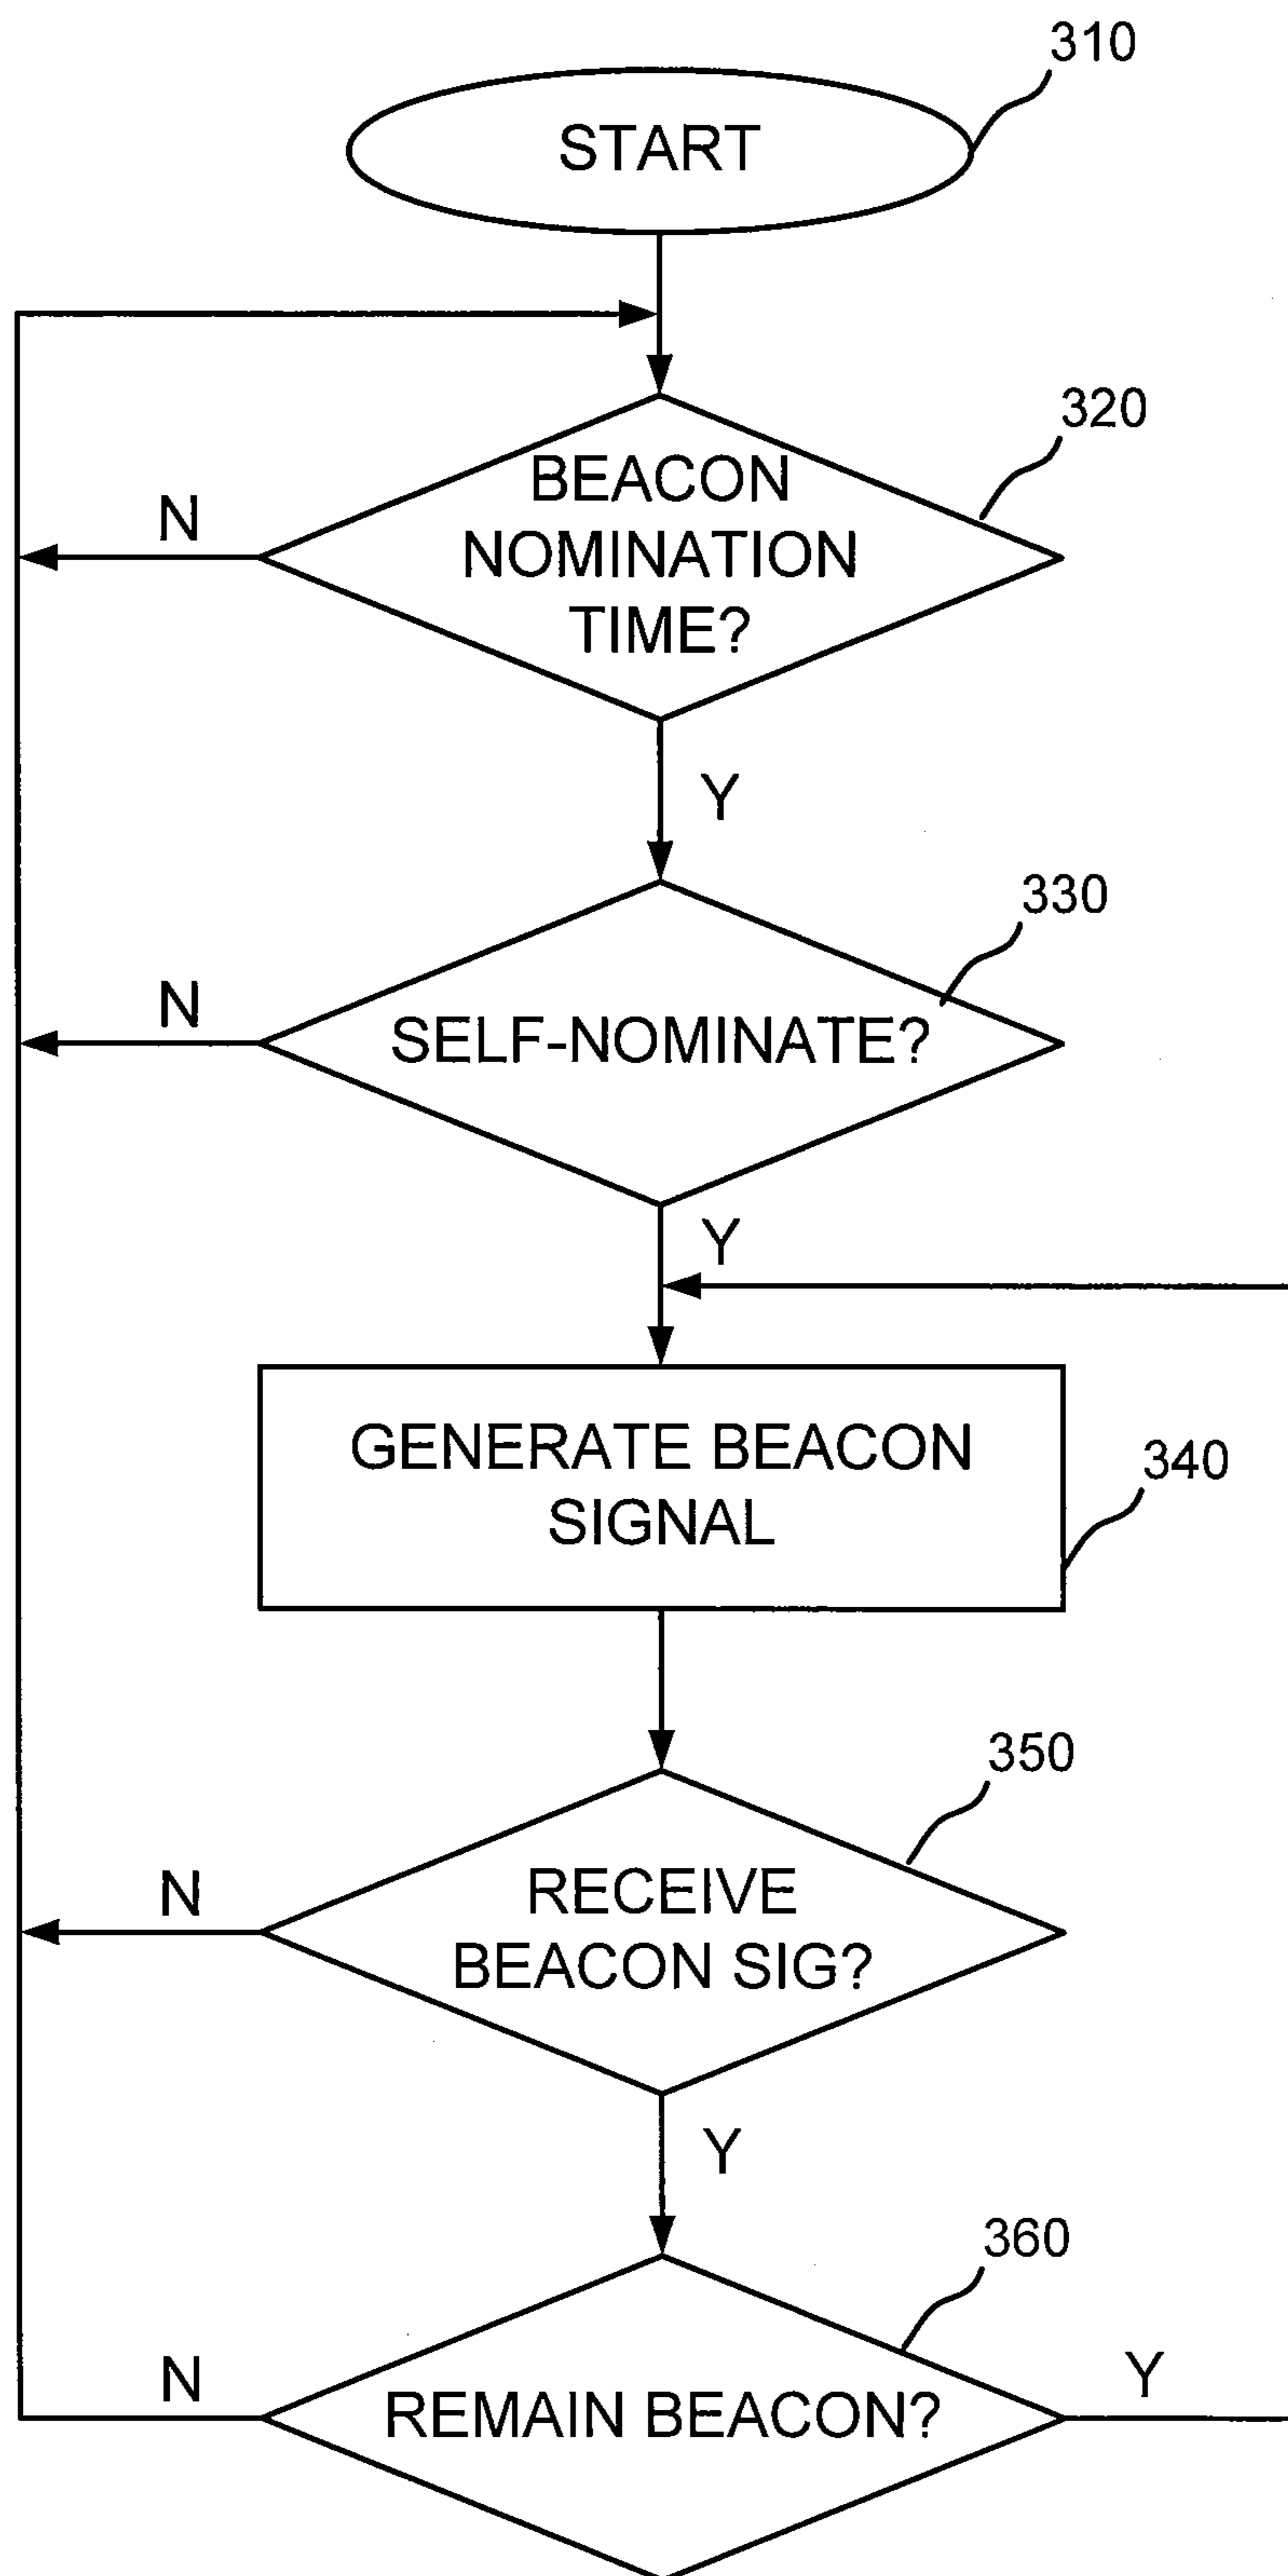 310
START
320
BEACON
NOMINATION
TIME?
N
Y
330
SELF-NOMINATE?
N
Y
GENERATE BEACON
SIGNAL
340
350
RECEIVE
BEACON SIG?
N
Y
360
REMAIN BEACON?
N
Y